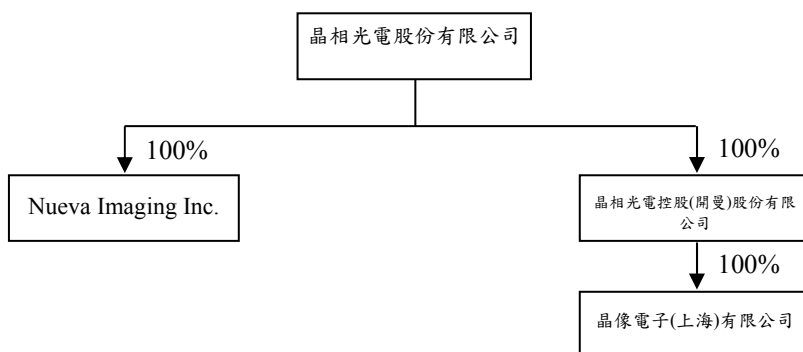 晶相光電股份有限公司
100%
100%
Nueva Imaging Inc.
晶相光電控股(開曼)股份有限
公司
100%
晶像電子(上海)有限公司